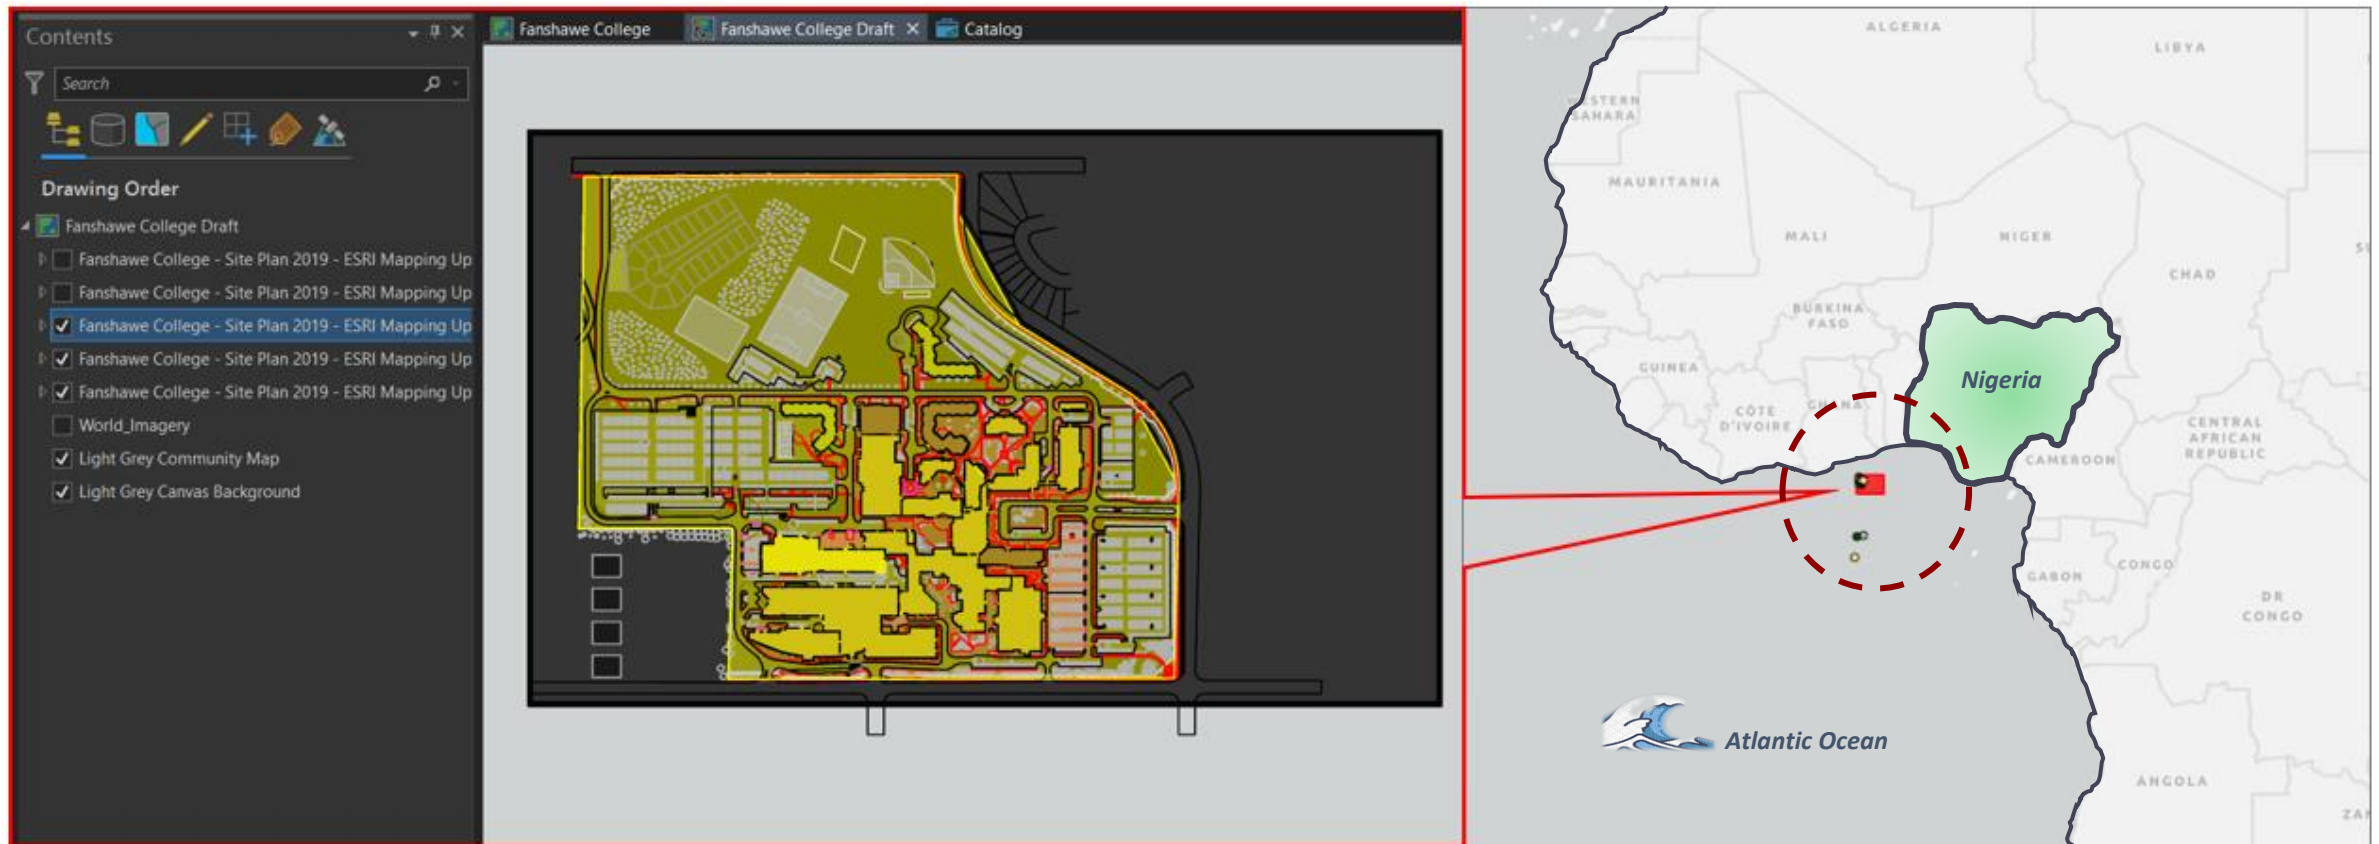 Contents
Search
Drawing Order
Fanshawe College Draft
Fanshawe College - Site Plan 2019 - ESRI Mapping Up
Fanshawe College - Site Plan 2019 - ESRI Mapping Up
Fanshawe College - Site Plan 2019 - ESRI Mapping Up
Fanshawe College - Site Plan 2019 - ESRI Mapping Up
Fanshawe College - Site Plan 2019 - ESRI Mapping Up
World_Imagery
Light Grey Community Map
Light Grey Canvas Background
Fanshawe College
Fanshawe College Draft
Catalog
ALGERIA
LIBYA
STERN
SAHARA
MAURITANIA
MALI
NIGER
CHAD
BURKINA
FASO
GUINEA
Nigeria
CÔTE
D'IVOIRE
GHANA
CENTRAL
AFRICAN
REPUBLIC
CAMEROON
GABON
CONGO
DR
CONGO
Atlantic Ocean
ANGOLA